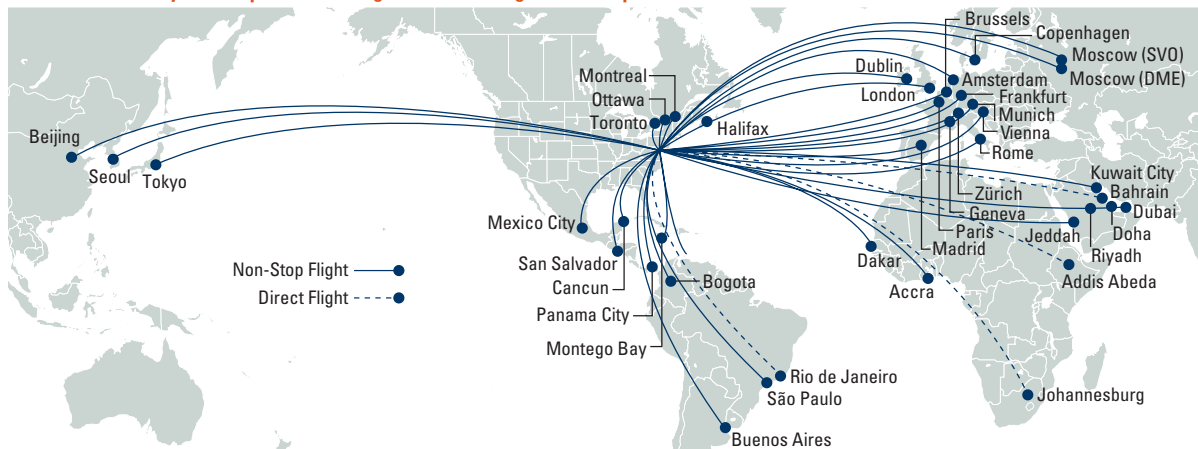 Brussels
Copenhagen
Moscow (SVO)
Moscow (DME)
Dublin
Amsterdam
London
Frankfurt
Munich
Vienna
Rome
Montreal
Ottawa
Toronto
Halifax
Beijing
Seoul
Tokyo
Kuwait City
Bahrain
Zürich
Dubai
Geneva
Doha
Mexico City
Paris
Jeddah
Madrid
Riyadh
Dakar
San Salvador
Addis Abeda
Non-Stop Flight
Cancun
Bogota
Accra
Direct Flight
Panama City
Montego Bay
Rio de Janeiro
São Paulo
Johannesburg
Buenos Aires